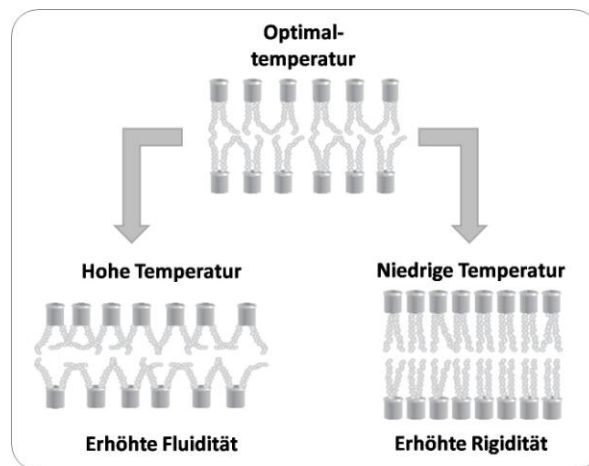 Optimal-
temperatur
Hohe Temperatur
Niedrige Temperatur
Erhöhte Fluidität
Erhöhte Rigidität